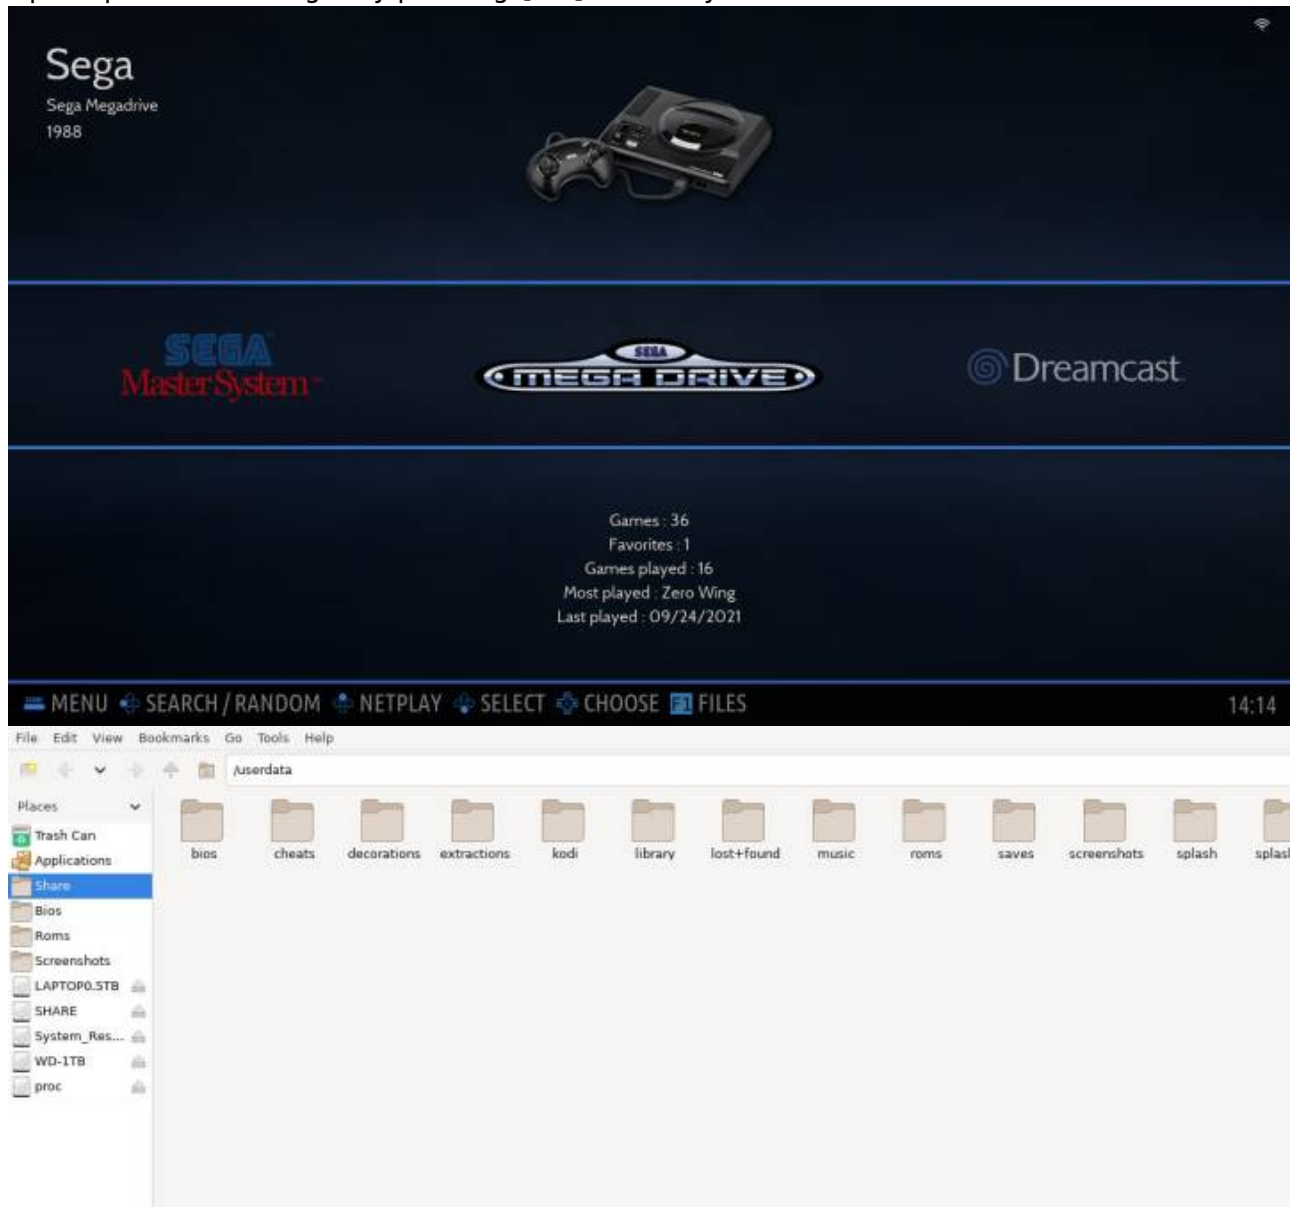 Sega
Sega Megadrive
1988
SEGA
Master System
SEGA
MEGA DRIVE
Dreamcast
Games : 36
Favorites : 1
Games played : 16
Most played : Zero Wing
Last played : 09/24/2021
MENU SEARCH / RANDOM NETPLAY SELECT CHOOSE F1 FILES 14:14
File Edit View Bookmarks Go Tools Help
/userdata
Places
Trash Can
Applications
Share
Bios
Roms
Screenshots
LAPTOP0.STB
SHARE
System_Res...
WD-1TB
proc
bios cheats decorations extractions kodi library lost+found music roms saves screenshots splash splash